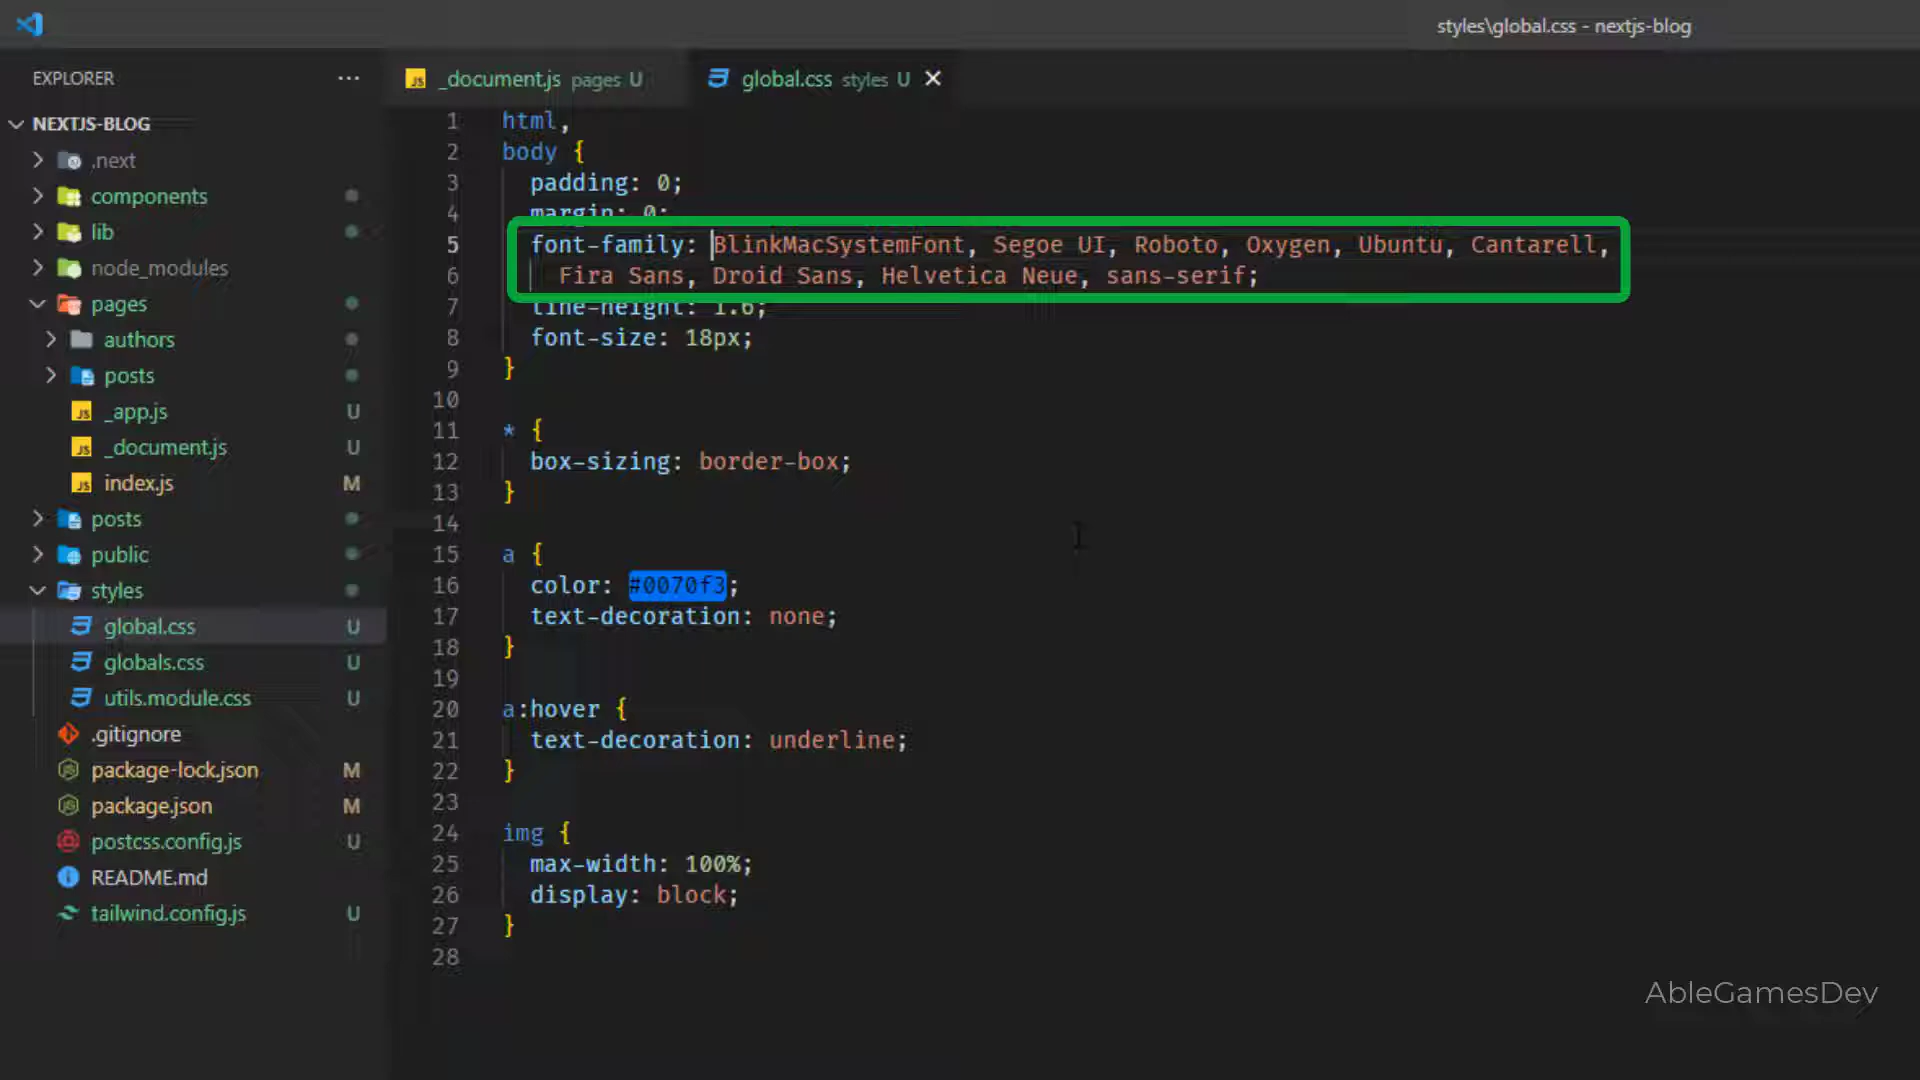 styles\global.css - nextjs-blog
EXPLORER ...
_document.js pages U
global.css styles U
NEXTJS-BLOG
.next
components
lib
node_modules
pages
authors
posts
_app.js U
_document.js U
index.js M
posts
public
styles
global.css U
globals.css U
utils.module.css U
.gitignore
package-lock.json M
package.json M
postcss.config.js U
README.md
tailwind.config.js U
1 html,
2 body {
3 padding: 0;
4 margin: 0;
5 font-family: BlinkMacSystemFont, Segoe UI, Roboto, Oxygen, Ubuntu, Cantarell,
6 Fira Sans, Droid Sans, Helvetica Neue, sans-serif;
7 line-height: 1.6;
8 font-size: 18px;
9 }
10
11 * {
12 box-sizing: border-box;
13 }
14
15 a {
16 color: #0070f3;
17 text-decoration: none;
18 }
19
20 a:hover {
21 text-decoration: underline;
22 }
23
24 img {
25 max-width: 100%;
26 display: block;
27 }
28
AbleGamesDev